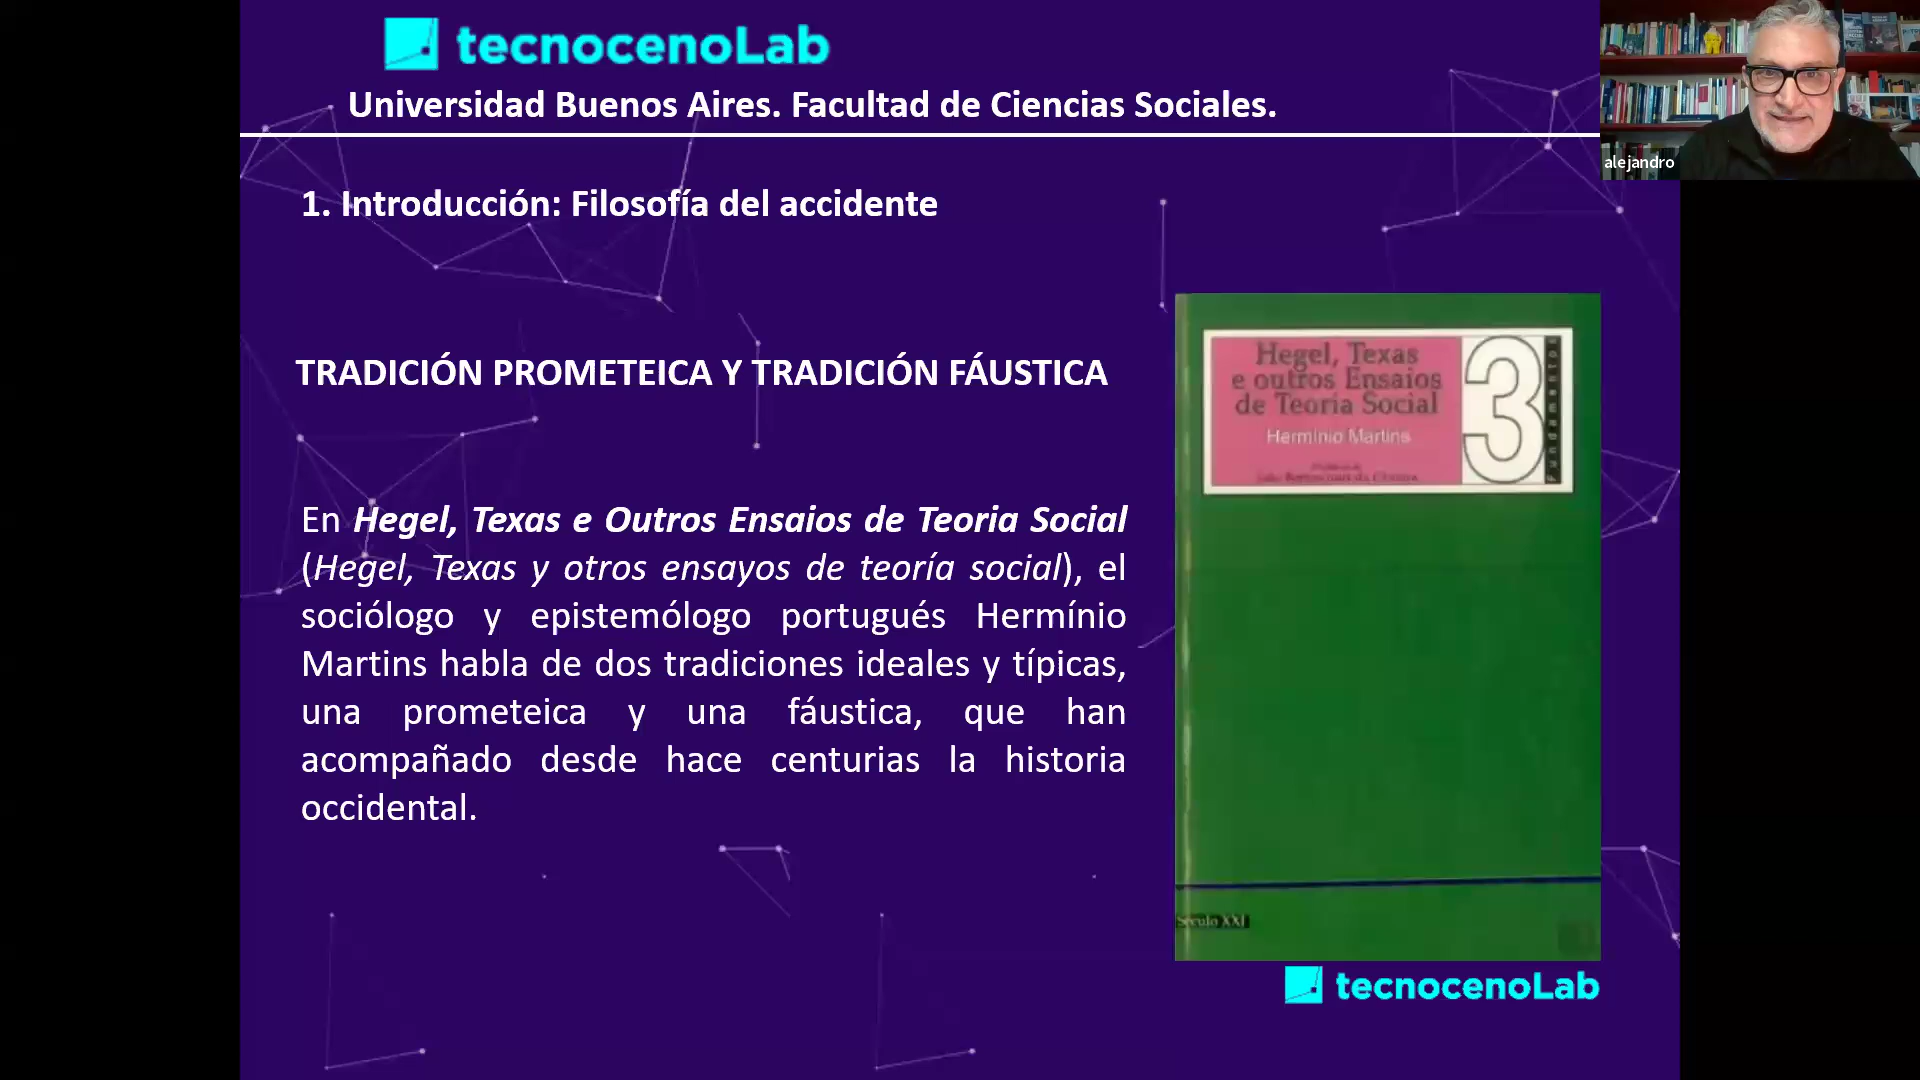 tecnocenoLab
Universidad Buenos Aires. Facultad de Ciencias Sociales.
alejandro
1. Introducción: Filosofía del accidente
TRADICIÓN PROMETEICA Y TRADICIÓN FÁUSTICA
En Hegel, Texas e Outros Ensaios de Teoria Social
(Hegel, Texas y otros ensayos de teoría social), el
sociólogo y epistemólogo portugués Hermínio
Martins habla de dos tradiciones ideales y típicas,
una prometeica y una fáustica, que han
acompañado desde hace centurias la historia
occidental.
Hegel, Texas
e outros Ensaios
de Teoria Social
Hermínio Martins
3
Fundamentos
Século XXI
tecnocenoLab